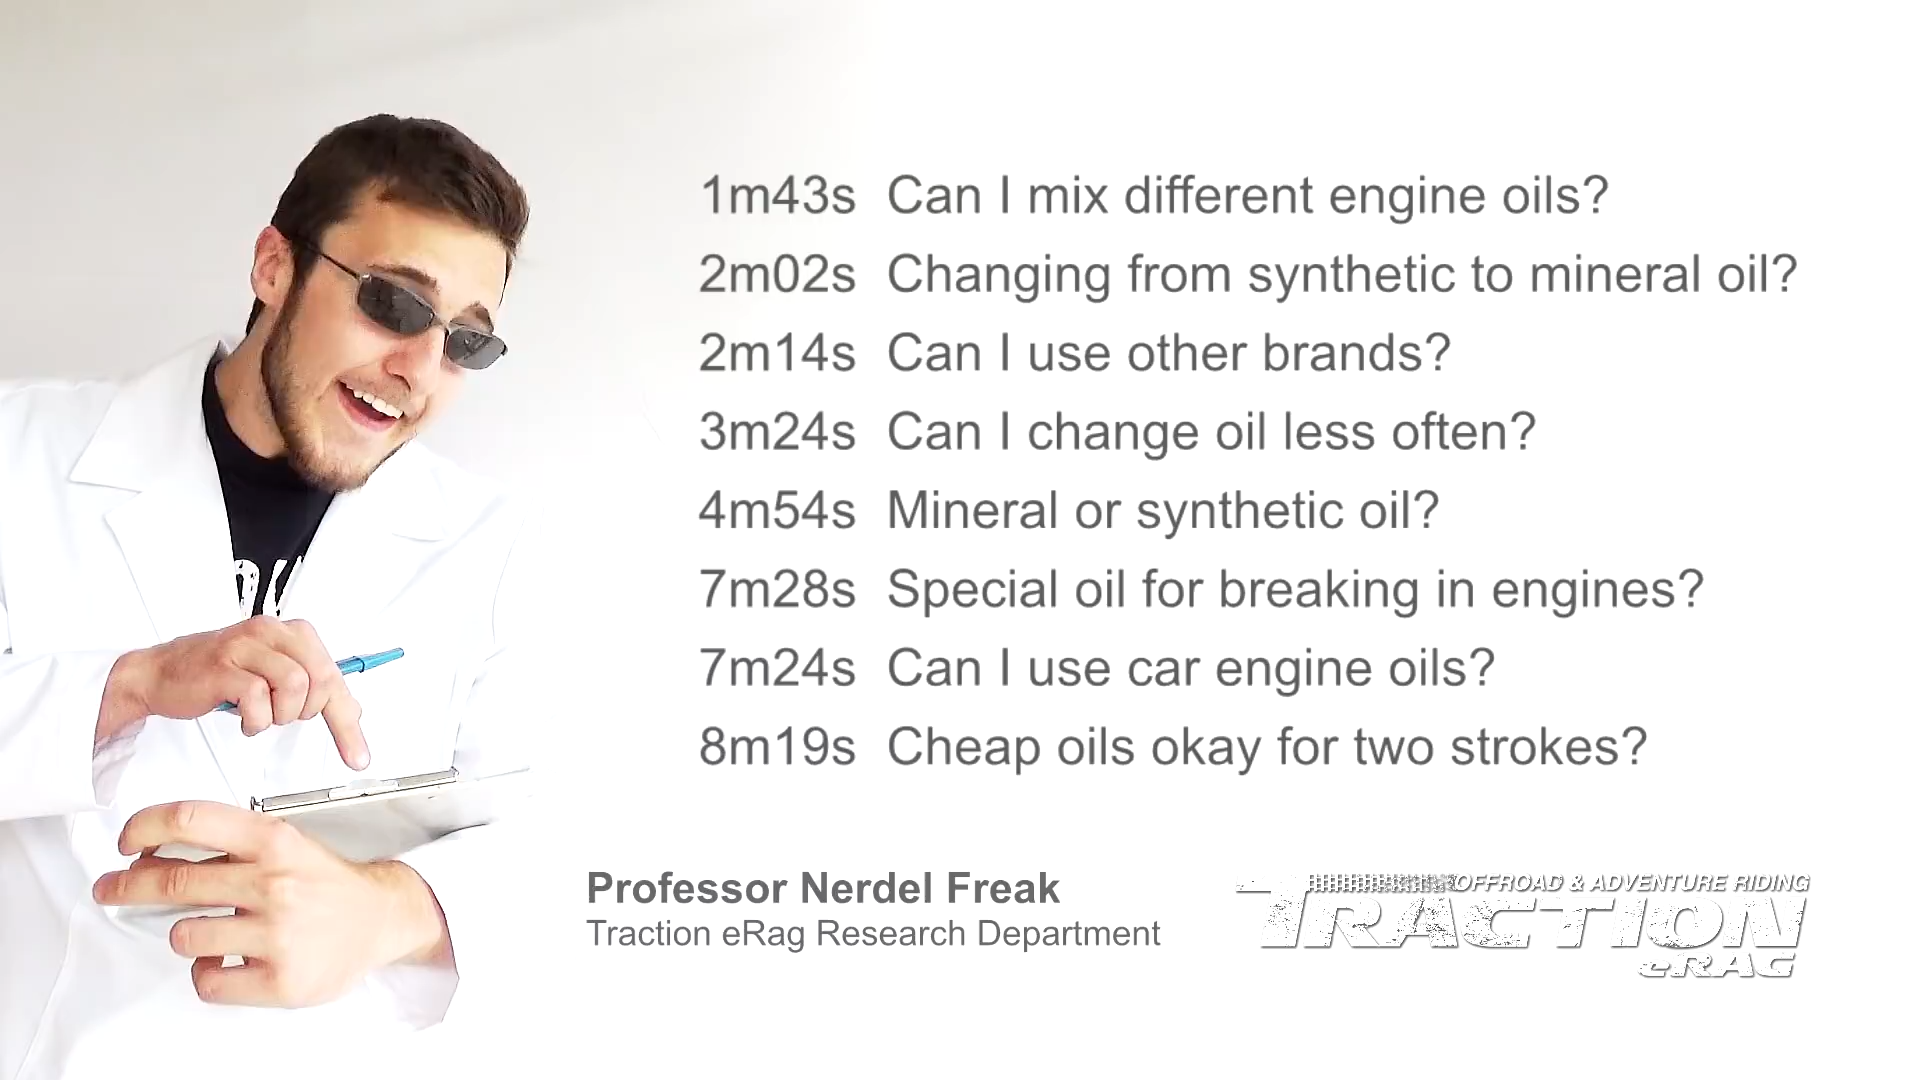 1m43s Can I mix different engine oils?
2m02s Changing from synthetic to mineral oil?
2m14s Can I use other brands?
3m24s Can I change oil less often?
4m54s Mineral or synthetic oil?
7m28s Special oil for breaking in engines?
7m24s Can I use car engine oils?
8m19s Cheap oils okay for two strokes?
Professor Nerdel Freak
Traction eRag Research Department
OFFROAD & ADVENTURE RIDING
TRACTION
eRAG